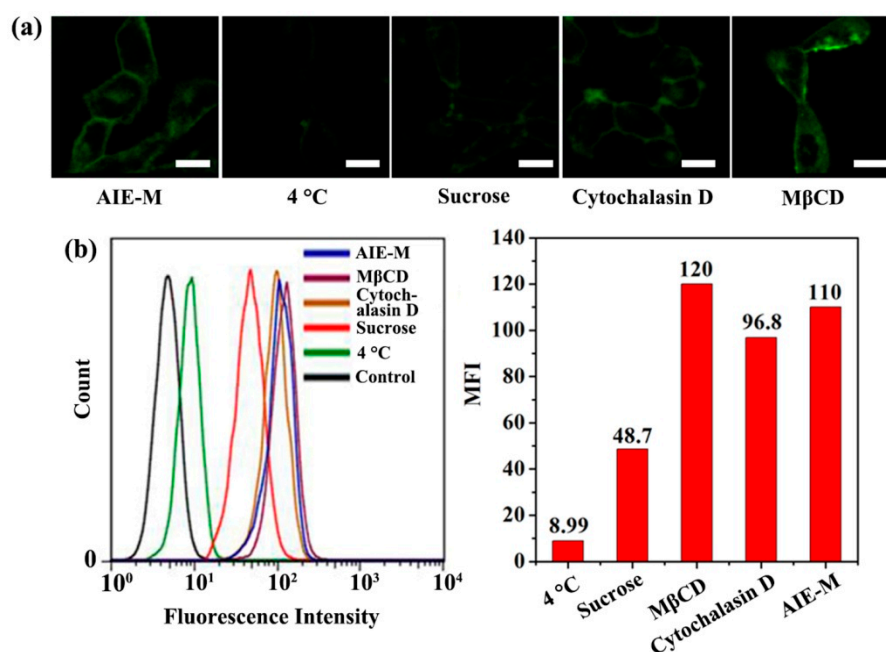 (a)
AIE-M
4 °C
Sucrose
Cytochalasin D
MβCD
(b)
AIE-M
MβCD
Cytoch-
alasin D
Sucrose
4 °C
Control
Count
0
10⁰
10¹
10²
10³
10⁴
Fluorescence Intensity
140
120
100
80
60
40
20
0
MFI
8.99
48.7
120
96.8
110
4 °C
Sucrose
MβCD
Cytochalasin D
AIE-M